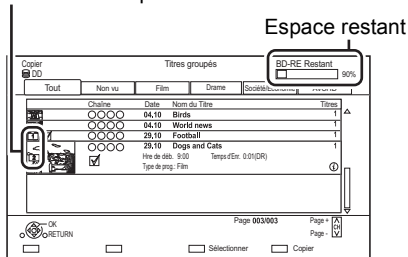 Espace restant
Copier
DD
Titres groupés
BD-RE Restant
90%
Tout Non vu Film Drame Société/Economie AVCHD
Chaîne Date Nom du Titre Titres
04,10 Birds 1
04,10 World news 1
29,10 Football 1
29,10 Dogs and Cats 1
Hre de déb. 9:00 Temps d'Enr. 0:01(DR)
Type de prog.: Film
OK
RETURN
Page 003/003
Page +
CH
Page -
Sélectionner
Copier